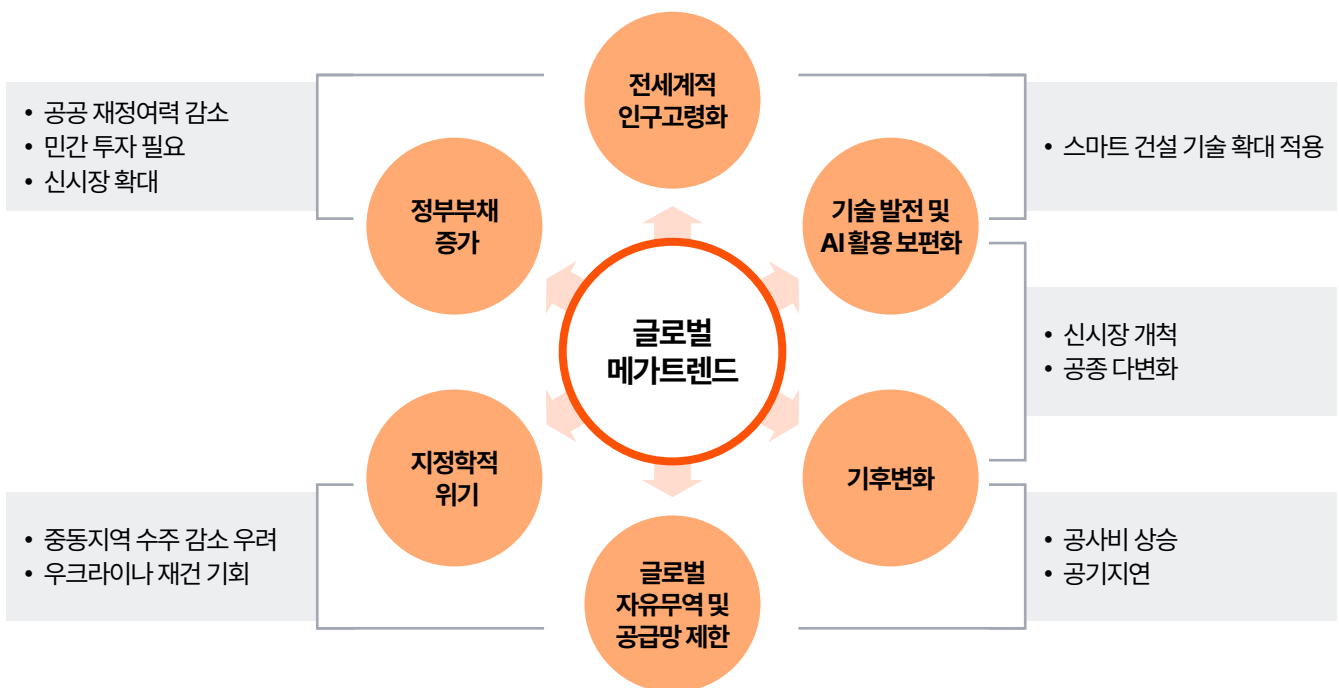 전세계적
인구고령화
• 공공 재정여력 감소
• 민간 투자 필요
• 신시장 확대
• 스마트 건설 기술 확대 적용
정부부채
증가
기술 발전 및
AI 활용 보편화
글로벌
메가트렌드
• 신시장 개척
• 공종 다변화
지정학적
위기
기후변화
• 중동지역 수주 감소 우려
• 우크라이나 재건 기회
• 공사비 상승
• 공기지연
글로벌
자유무역 및
공급망 제한